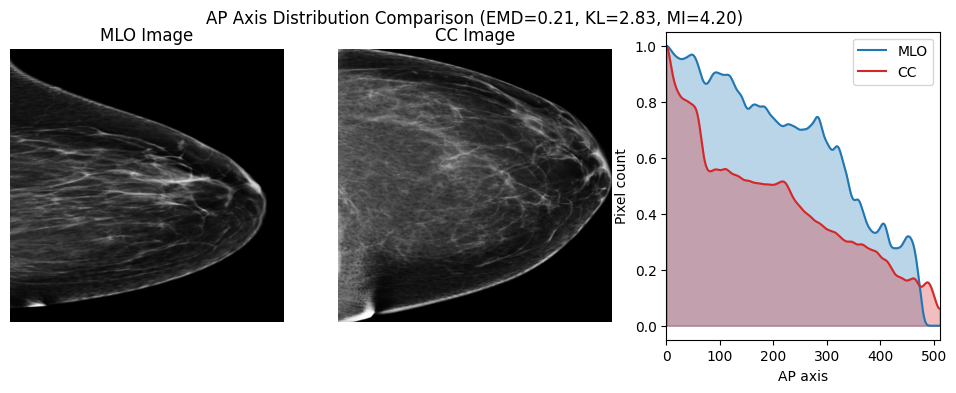 AP Axis Distribution Comparison (EMD=0.21, KL=2.83, MI=4.20)
MLO Image
CC Image
MLO
CC
Pixel count
1.0
0.8
0.6
0.4
0.2
0.0
0 100 200 300 400 500
AP axis